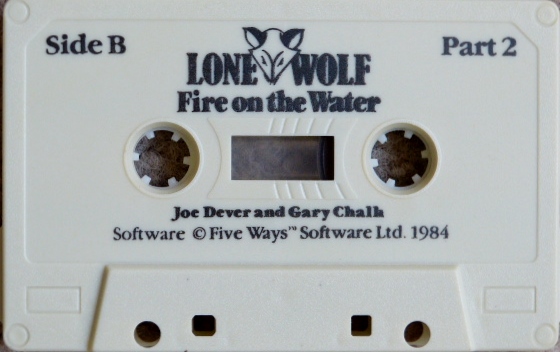 Side B
Part 2
LONE WOLF
Fire on the Water
Joe Dever and Gary Chalk
Software © Five Ways™ Software Ltd. 1984